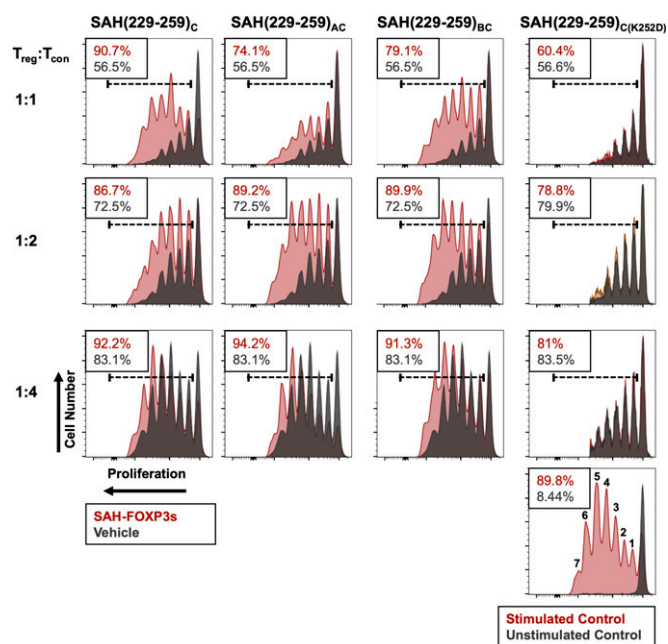 SAH(229-259)C SAH(229-259)AC SAH(229-259)BC SAH(229-259)C(K252D)
Treg:Tcon
1:1
90.7% 74.1% 79.1% 60.4%
56.5% 56.5% 56.5% 56.6%
1:2
86.7% 89.2% 89.9% 78.8%
72.5% 72.5% 72.5% 79.9%
1:4
92.2% 94.2% 91.3% 81%
83.1% 83.1% 83.1% 83.5%
Cell Number
Proliferation
SAH-FOXP3s
Vehicle
89.8%
8.44%
7 6 5 4 3 2 1
Stimulated Control
Unstimulated Control